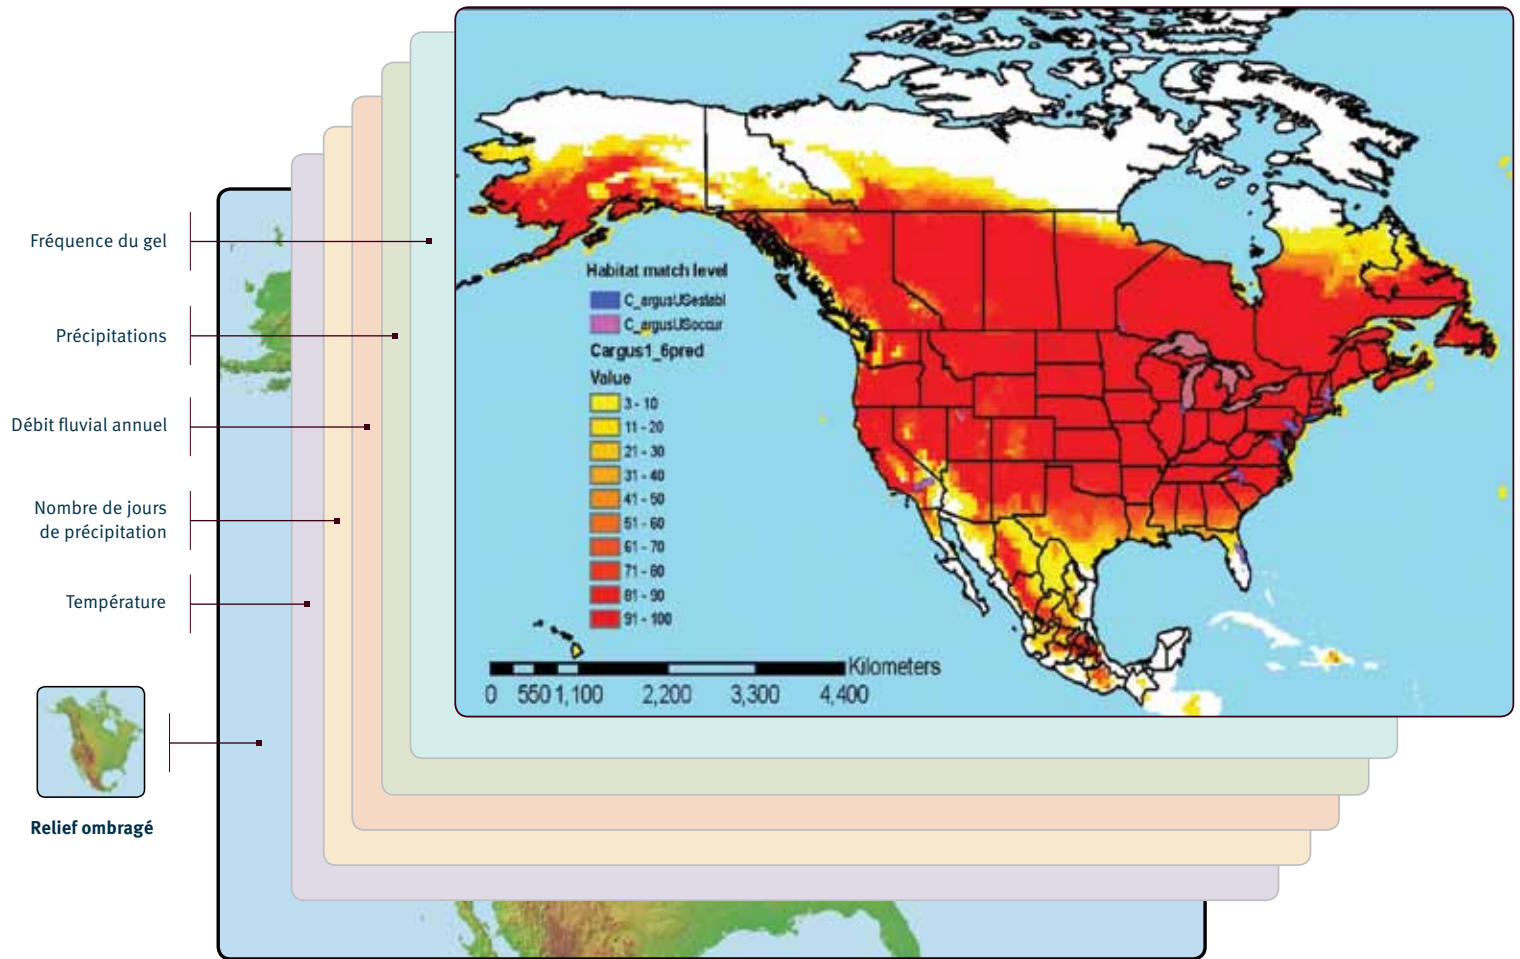 Fréquence du gel
Précipitations
Débit fluvial annuel
Nombre de jours
de précipitation
Température
Relief ombragé
Habitat match level
C_argusUSestabl
C_argusUSoccur
Cargus1_6pred
Value
3 - 10
11 - 20
21 - 30
31 - 40
41 - 50
51 - 60
61 - 70
71 - 80
81 - 90
91 - 100
Kilometers
0 550 1,100 2,200 3,300 4,400